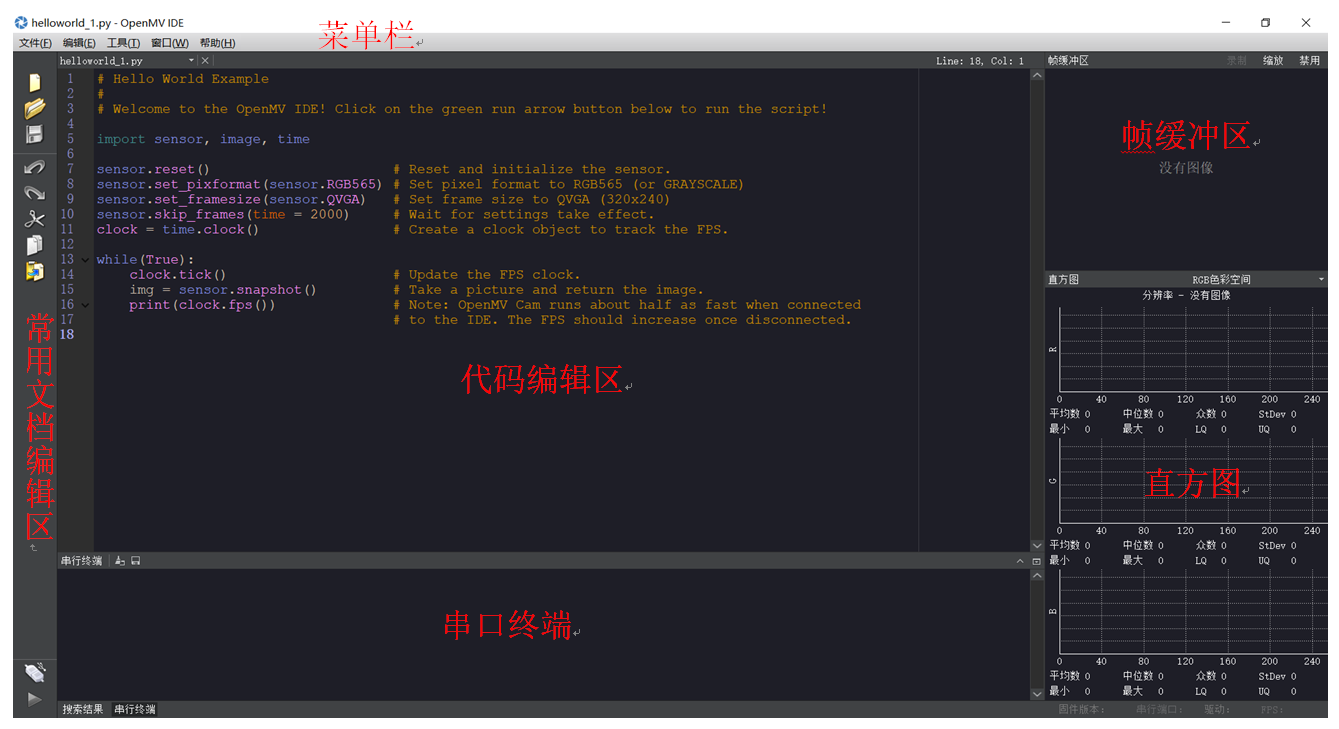 helloworld_1.py - OpenMV IDE
文件(F) 编辑(E) 工具(T) 窗口(W) 帮助(H)
菜单栏
helloworld_1.py
Line: 18, Col: 1
1 # Hello World Example
2 #
3 # Welcome to the OpenMV IDE! Click on the green run arrow button below to run the script!
4
5 import sensor, image, time
6
7 sensor.reset() # Reset and initialize the sensor.
8 sensor.set_pixformat(sensor.RGB565) # Set pixel format to RGB565 (or GRAYSCALE)
9 sensor.set_framesize(sensor.QVGA) # Set frame size to QVGA (320x240)
10 sensor.skip_frames(time = 2000) # Wait for settings take effect.
11 clock = time.clock() # Create a clock object to track the FPS.
12
13 while(True):
14 clock.tick() # Update the FPS clock.
15 img = sensor.snapshot() # Take a picture and return the image.
16 print(clock.fps()) # Note: OpenMV Cam runs about half as fast when connected
17 # to the IDE. The FPS should increase once disconnected.
18
常用文档编辑区
代码编辑区
串行终端
串口终端
搜索结果 串行终端
帧缓冲区 录制 缩放 禁用
帧缓冲区
没有图像
直方图 RGB色彩空间
分辨率 - 没有图像
R
0 40 80 120 160 200 240
平均数 0 中位数 0 众数 0 StDev 0
最小 0 最大 0 LQ 0 UQ 0
G
直方图
0 40 80 120 160 200 240
平均数 0 中位数 0 众数 0 StDev 0
最小 0 最大 0 LQ 0 UQ 0
B
0 40 80 120 160 200 240
平均数 0 中位数 0 众数 0 StDev 0
最小 0 最大 0 LQ 0 UQ 0
固件版本: 串行端口: 驱动: FPS: